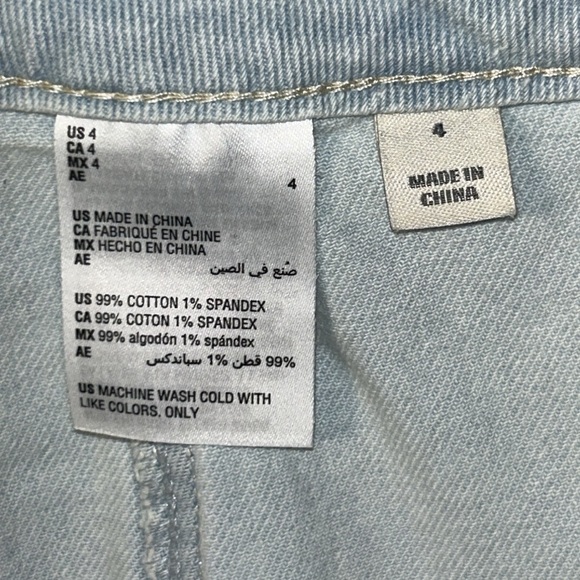 US 4
CA 4
MX 4
AE 4
US MADE IN CHINA
CA FABRIQUÉ EN CHINE
MX HECHO EN CHINA
AE صُنع في الصين
US 99% COTTON 1% SPANDEX
CA 99% COTON 1% SPANDEX
MX 99% algodón 1% spándex
AE 99% قطن 1% سباندكس
US MACHINE WASH COLD WITH
LIKE COLORS, ONLY
4
MADE IN
CHINA